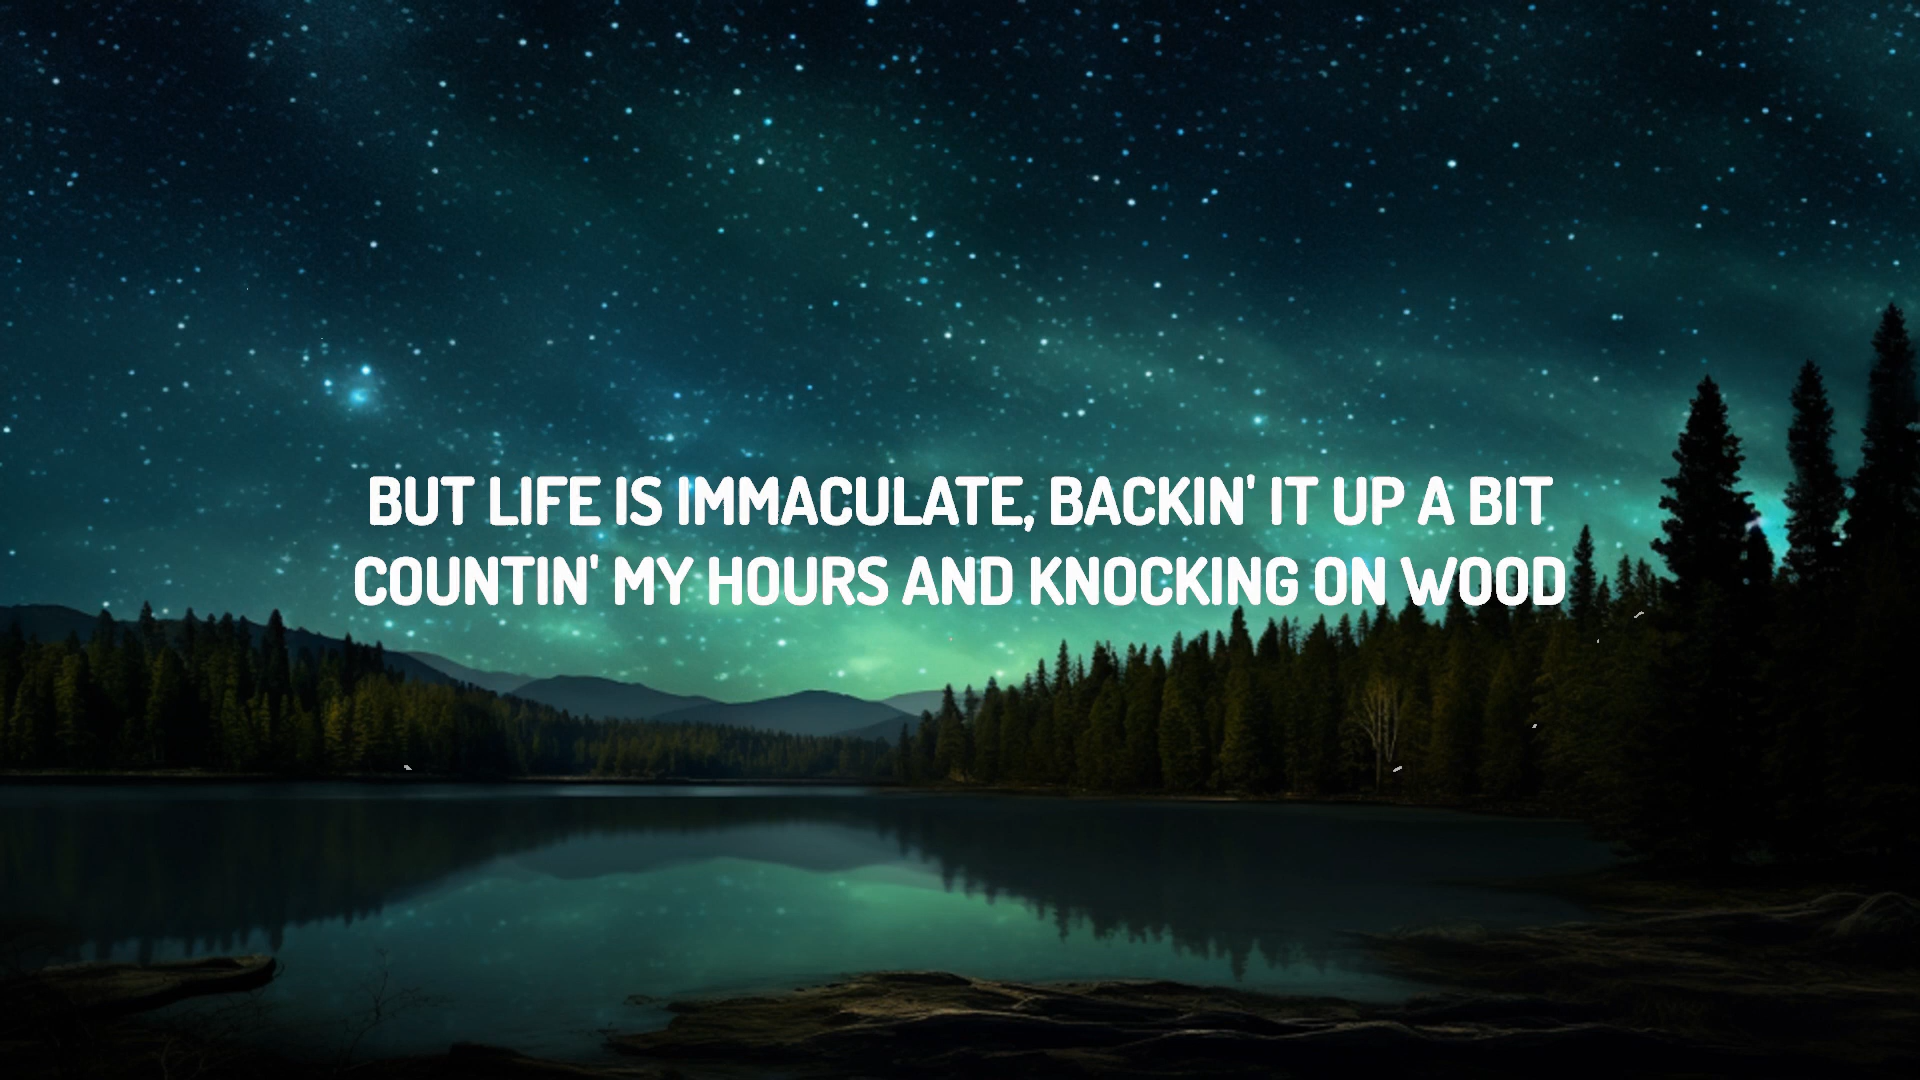 BUT LIFE IS IMMACULATE, BACKIN' IT UP A BIT
COUNTIN' MY HOURS AND KNOCKING ON WOOD